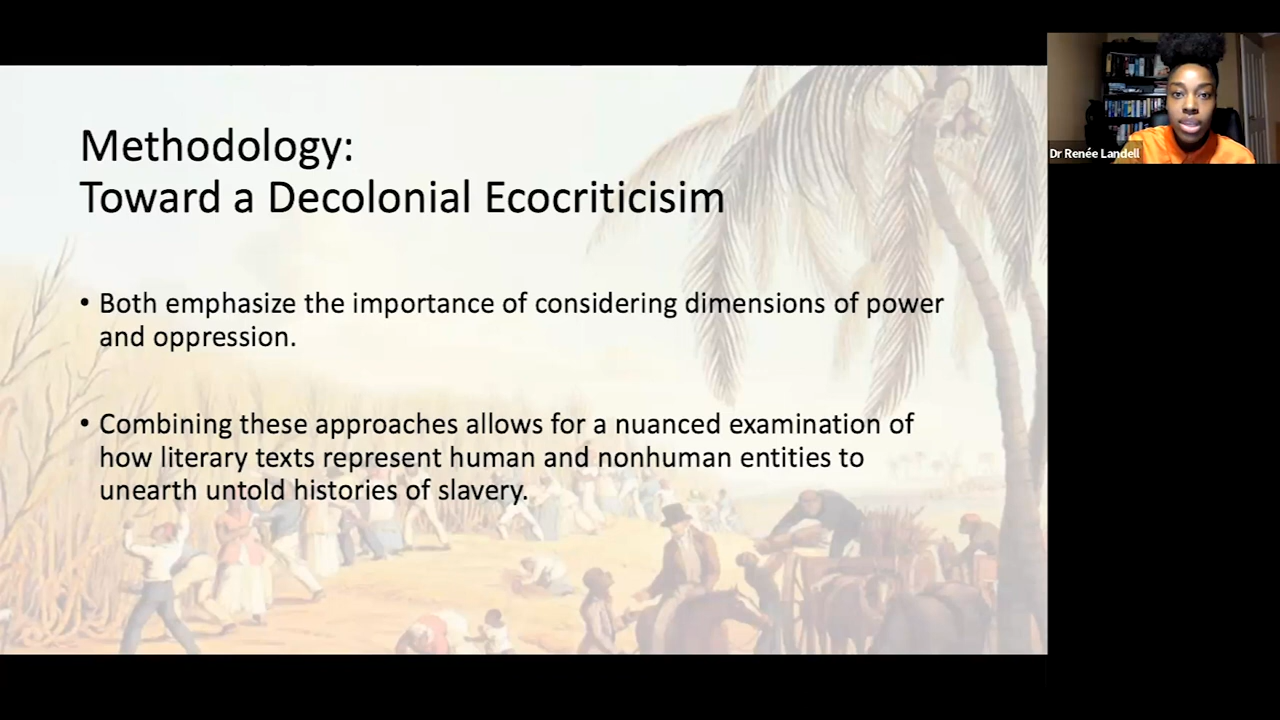 Methodology:
Toward a Decolonial Ecocriticisim
• Both emphasize the importance of considering dimensions of power
and oppression.
• Combining these approaches allows for a nuanced examination of
how literary texts represent human and nonhuman entities to
unearth untold histories of slavery.
Dr Renée Landell